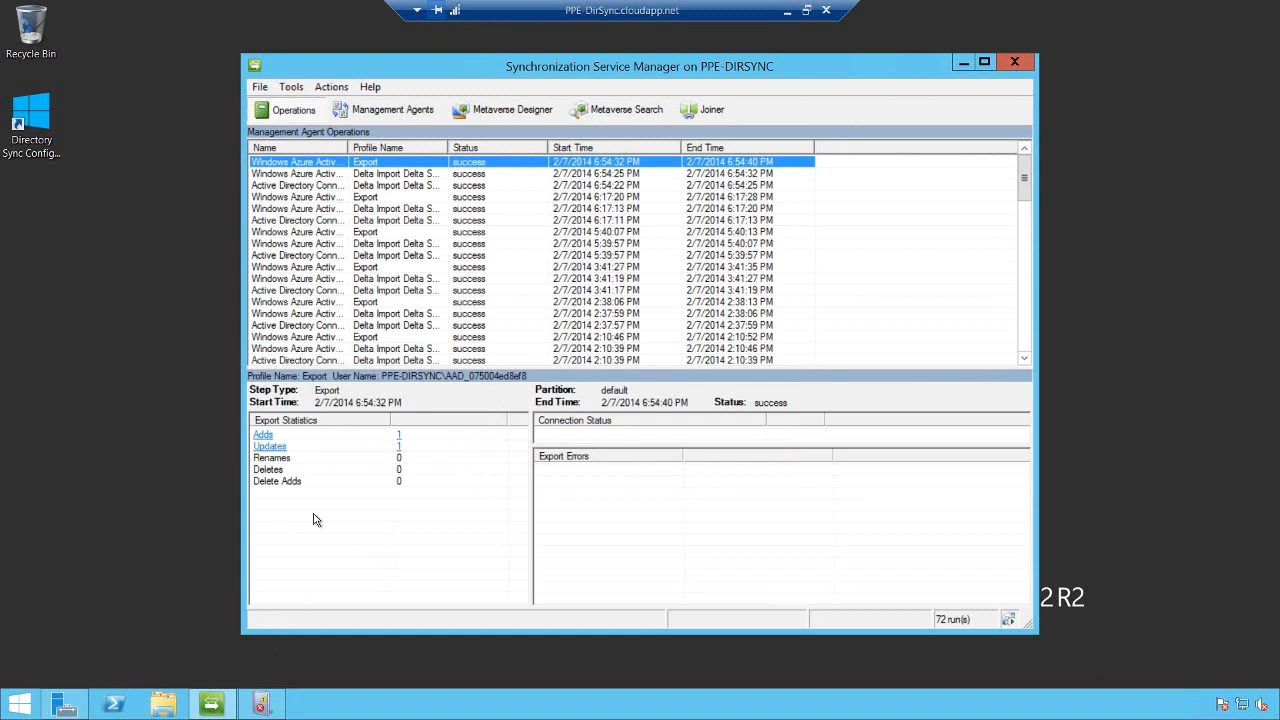 PPE-DirSync.cloudapp.net
Recycle Bin
Directory
Sync Config...
Synchronization Service Manager on PPE-DIRSYNC
File Tools Actions Help
Operations Management Agents Metaverse Designer Metaverse Search Joiner
Management Agent Operations
Name Profile Name Status Start Time End Time
Windows Azure Activ... Export success 2/7/2014 6:54:32 PM 2/7/2014 6:54:40 PM
Windows Azure Activ... Delta Import Delta S... success 2/7/2014 6:54:25 PM 2/7/2014 6:54:32 PM
Active Directory Conn... Delta Import Delta S... success 2/7/2014 6:54:22 PM 2/7/2014 6:54:25 PM
Windows Azure Activ... Export success 2/7/2014 6:17:20 PM 2/7/2014 6:17:28 PM
Windows Azure Activ... Delta Import Delta S... success 2/7/2014 6:17:13 PM 2/7/2014 6:17:20 PM
Active Directory Conn... Delta Import Delta S... success 2/7/2014 6:17:11 PM 2/7/2014 6:17:13 PM
Windows Azure Activ... Export success 2/7/2014 5:40:07 PM 2/7/2014 5:40:13 PM
Windows Azure Activ... Delta Import Delta S... success 2/7/2014 5:39:57 PM 2/7/2014 5:40:07 PM
Active Directory Conn... Delta Import Delta S... success 2/7/2014 5:39:57 PM 2/7/2014 5:39:57 PM
Windows Azure Activ... Export success 2/7/2014 3:41:27 PM 2/7/2014 3:41:35 PM
Windows Azure Activ... Delta Import Delta S... success 2/7/2014 3:41:19 PM 2/7/2014 3:41:27 PM
Active Directory Conn... Delta Import Delta S... success 2/7/2014 3:41:17 PM 2/7/2014 3:41:19 PM
Windows Azure Activ... Export success 2/7/2014 2:38:06 PM 2/7/2014 2:38:13 PM
Windows Azure Activ... Delta Import Delta S... success 2/7/2014 2:37:59 PM 2/7/2014 2:38:06 PM
Active Directory Conn... Delta Import Delta S... success 2/7/2014 2:37:57 PM 2/7/2014 2:37:59 PM
Windows Azure Activ... Export success 2/7/2014 2:10:46 PM 2/7/2014 2:10:52 PM
Windows Azure Activ... Delta Import Delta S... success 2/7/2014 2:10:39 PM 2/7/2014 2:10:46 PM
Active Directory Conn... Delta Import Delta S... success 2/7/2014 2:10:39 PM 2/7/2014 2:10:39 PM
Profile Name: Export User Name: PPE-DIRSYNC\AAD_075004ed8ef8
Step Type: Export Partition: default
Start Time: 2/7/2014 6:54:32 PM End Time: 2/7/2014 6:54:40 PM Status: success
Export Statistics Connection Status
Adds 1
Updates 1
Export Errors
Renames 0
Deletes 0
Delete Adds 0
2 R2
72 run(s)